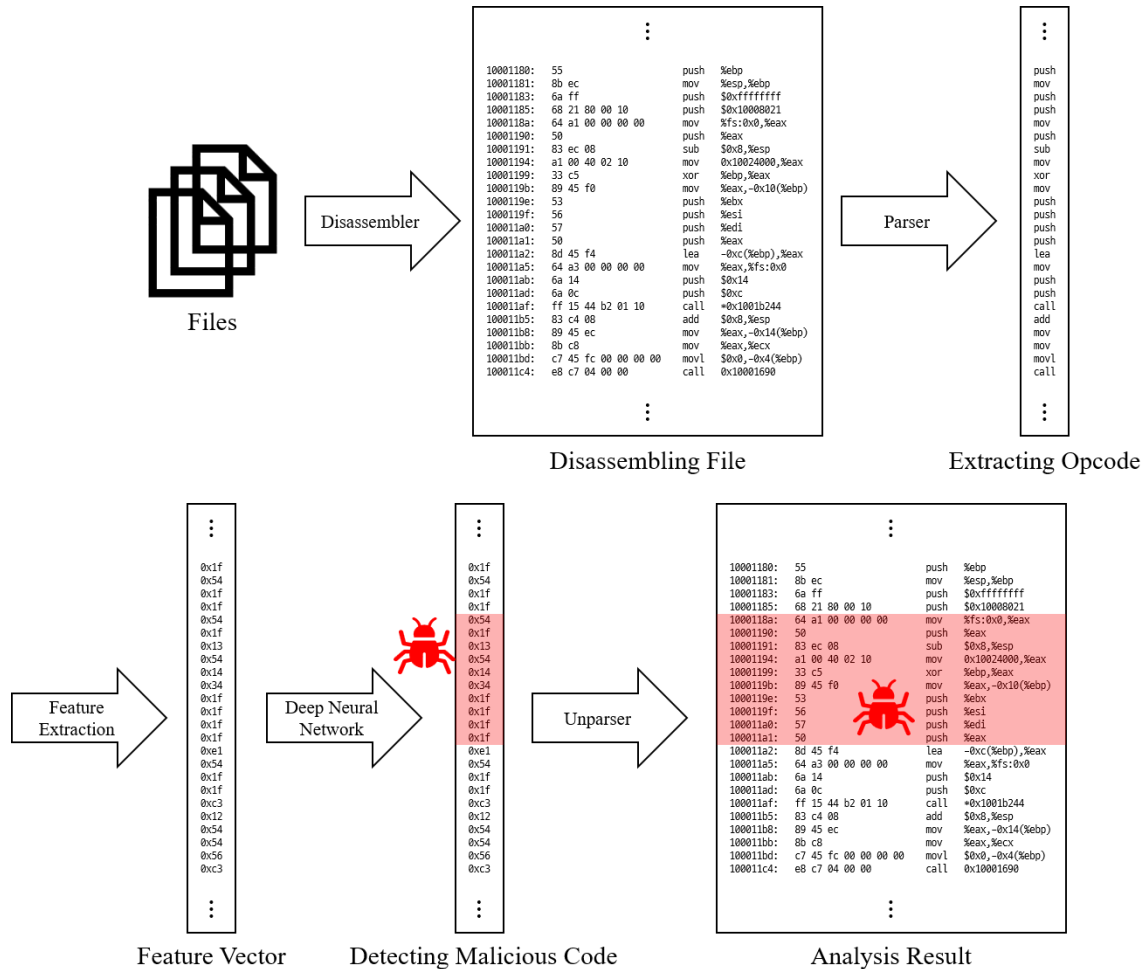 ⋮
10001180: 55 push %ebp
10001181: 8b ec mov %esp,%ebp
10001183: 6a ff push $0xffffffff
10001185: 68 21 80 00 10 push $0x10008021
1000118a: 64 a1 00 00 00 00 mov %fs:0x0,%eax
10001190: 50 push %eax
10001191: 83 ec 08 sub $0x8,%esp
10001194: a1 00 40 02 10 mov 0x10024000,%eax
10001199: 33 c5 xor %ebp,%eax
1000119b: 89 45 f0 mov %eax,-0x10(%ebp)
1000119e: 53 push %ebx
1000119f: 56 push %esi
100011a0: 57 push %edi
100011a1: 50 push %eax
100011a2: 8d 45 f4 lea -0xc(%ebp),%eax
100011a5: 64 a3 00 00 00 00 mov %eax,%fs:0x0
100011ab: 6a 14 push $0x14
100011ad: 6a 0c push $0xc
100011af: ff 15 44 b2 01 10 call *0x1001b244
100011b5: 83 c4 08 add $0x8,%esp
100011b8: 89 45 ec mov %eax,-0x14(%ebp)
100011bb: 8b c8 mov %eax,%ecx
100011bd: c7 45 fc 00 00 00 00 movl $0x0,-0x4(%ebp)
100011c4: e8 c7 04 00 00 call 0x10001690
⋮
⋮
push
mov
push
push
mov
push
sub
mov
xor
mov
push
push
push
push
lea
mov
push
push
call
add
mov
mov
movl
call
⋮
Disassembler
Parser
Files
Disassembling File
Extracting Opcode
⋮
0x1f
0x54
0x1f
0x1f
0x54
0x1f
0x13
0x54
0x14
0x34
0x1f
0x1f
0x1f
0x1f
0xe1
0x54
0x1f
0x1f
0xc3
0x12
0x54
0x54
0x56
0xc3
⋮
⋮
0x1f
0x54
0x1f
0x1f
0x54
0x1f
0x13
0x54
0x14
0x34
0x1f
0x1f
0x1f
0x1f
0xe1
0x54
0x1f
0x1f
0xc3
0x12
0x54
0x54
0x56
0xc3
⋮
⋮
10001180: 55 push %ebp
10001181: 8b ec mov %esp,%ebp
10001183: 6a ff push $0xffffffff
10001185: 68 21 80 00 10 push $0x10008021
1000118a: 64 a1 00 00 00 00 mov %fs:0x0,%eax
10001190: 50 push %eax
10001191: 83 ec 08 sub $0x8,%esp
10001194: a1 00 40 02 10 mov 0x10024000,%eax
10001199: 33 c5 xor %ebp,%eax
1000119b: 89 45 f0 mov %eax,-0x10(%ebp)
1000119e: 53 push %ebx
1000119f: 56 push %esi
100011a0: 57 push %edi
100011a1: 50 push %eax
100011a2: 8d 45 f4 lea -0xc(%ebp),%eax
100011a5: 64 a3 00 00 00 00 mov %eax,%fs:0x0
100011ab: 6a 14 push $0x14
100011ad: 6a 0c push $0xc
100011af: ff 15 44 b2 01 10 call *0x1001b244
100011b5: 83 c4 08 add $0x8,%esp
100011b8: 89 45 ec mov %eax,-0x14(%ebp)
100011bb: 8b c8 mov %eax,%ecx
100011bd: c7 45 fc 00 00 00 00 movl $0x0,-0x4(%ebp)
100011c4: e8 c7 04 00 00 call 0x10001690
⋮
Feature
Extraction
Deep Neural
Network
Unparser
Feature Vector
Detecting Malicious Code
Analysis Result